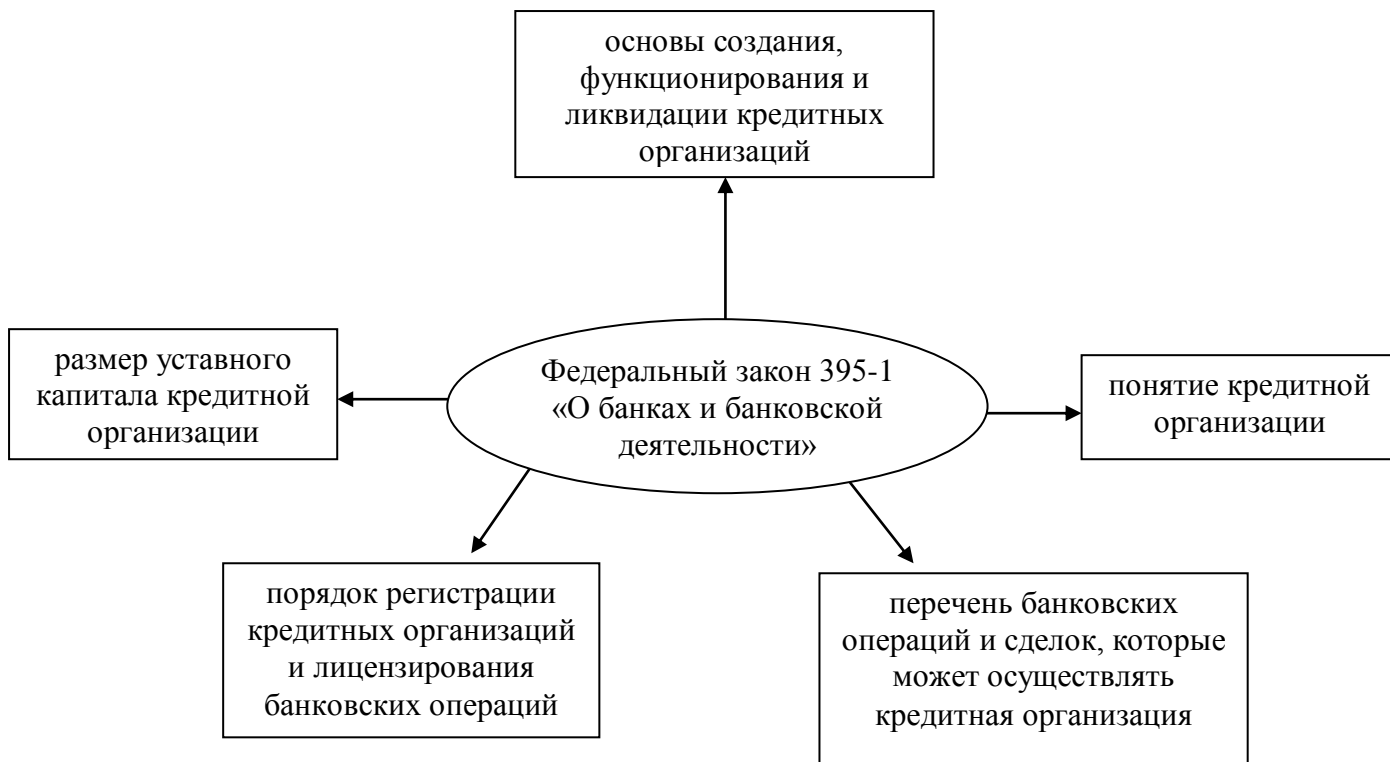 основы создания,
функционирования и
ликвидации кредитных
организаций
размер уставного
капитала кредитной
организации
Федеральный закон 395-1
«О банках и банковской
деятельности»
понятие кредитной
организации
порядок регистрации
кредитных организаций
и лицензирования
банковских операций
перечень банковских
операций и сделок, которые
может осуществлять
кредитная организация